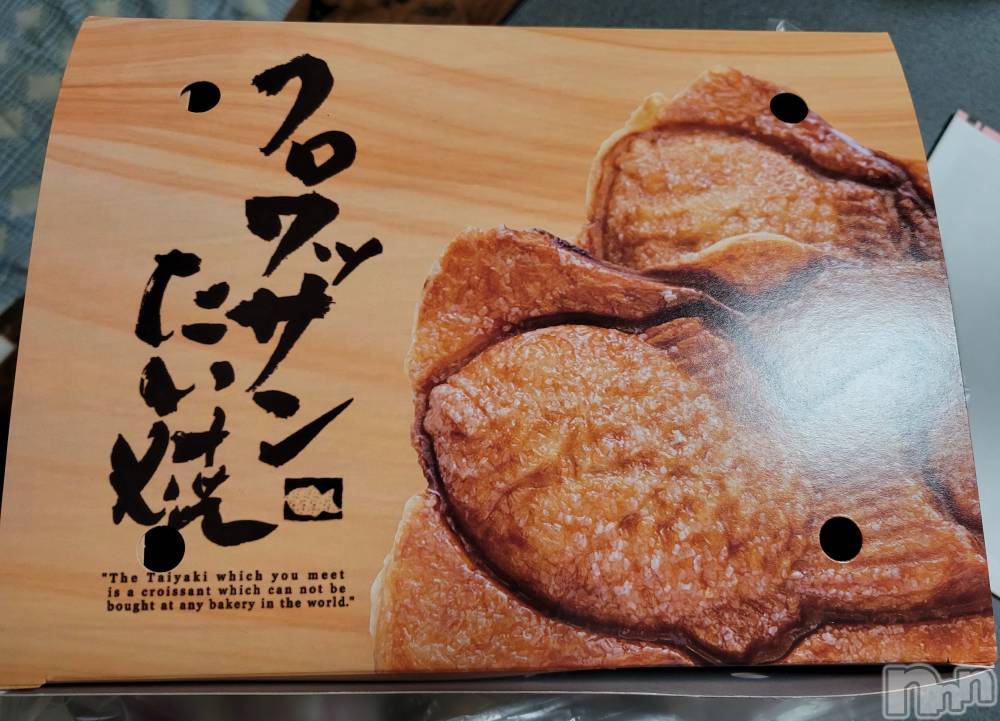 クロワッサン
たい焼
"The Taiyaki which you meet
is a croissant which can not be
bought at any bakery in the world."
nnn